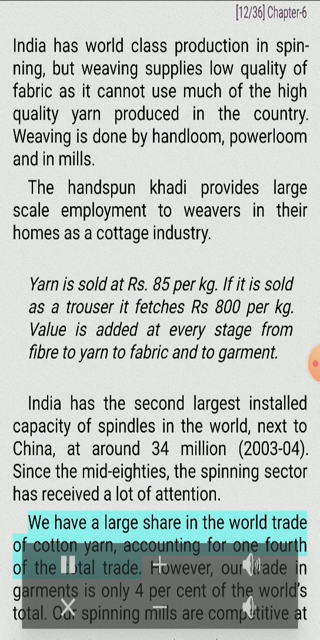 [12/36] Chapter-6
India has world class production in spin-
ning, but weaving supplies low quality of
fabric as it cannot use much of the high
quality yarn produced in the country.
Weaving is done by handloom, powerloom
and in mills.
The handspun khadi provides large
scale employment to weavers in their
homes as a cottage industry.
Yarn is sold at Rs. 85 per kg. If it is sold
as a trouser it fetches Rs 800 per kg.
Value is added at every stage from
fibre to yarn to fabric and to garment.
India has the second largest installed
capacity of spindles in the world, next to
China, at around 34 million (2003-04).
Since the mid-eighties, the spinning sector
has received a lot of attention.
We have a large share in the world trade
of cotton yarn, accounting for one fourth
of the total trade. However, our trade in
garments is only 4 per cent of the world's
total. Our spinning mills are competitive at